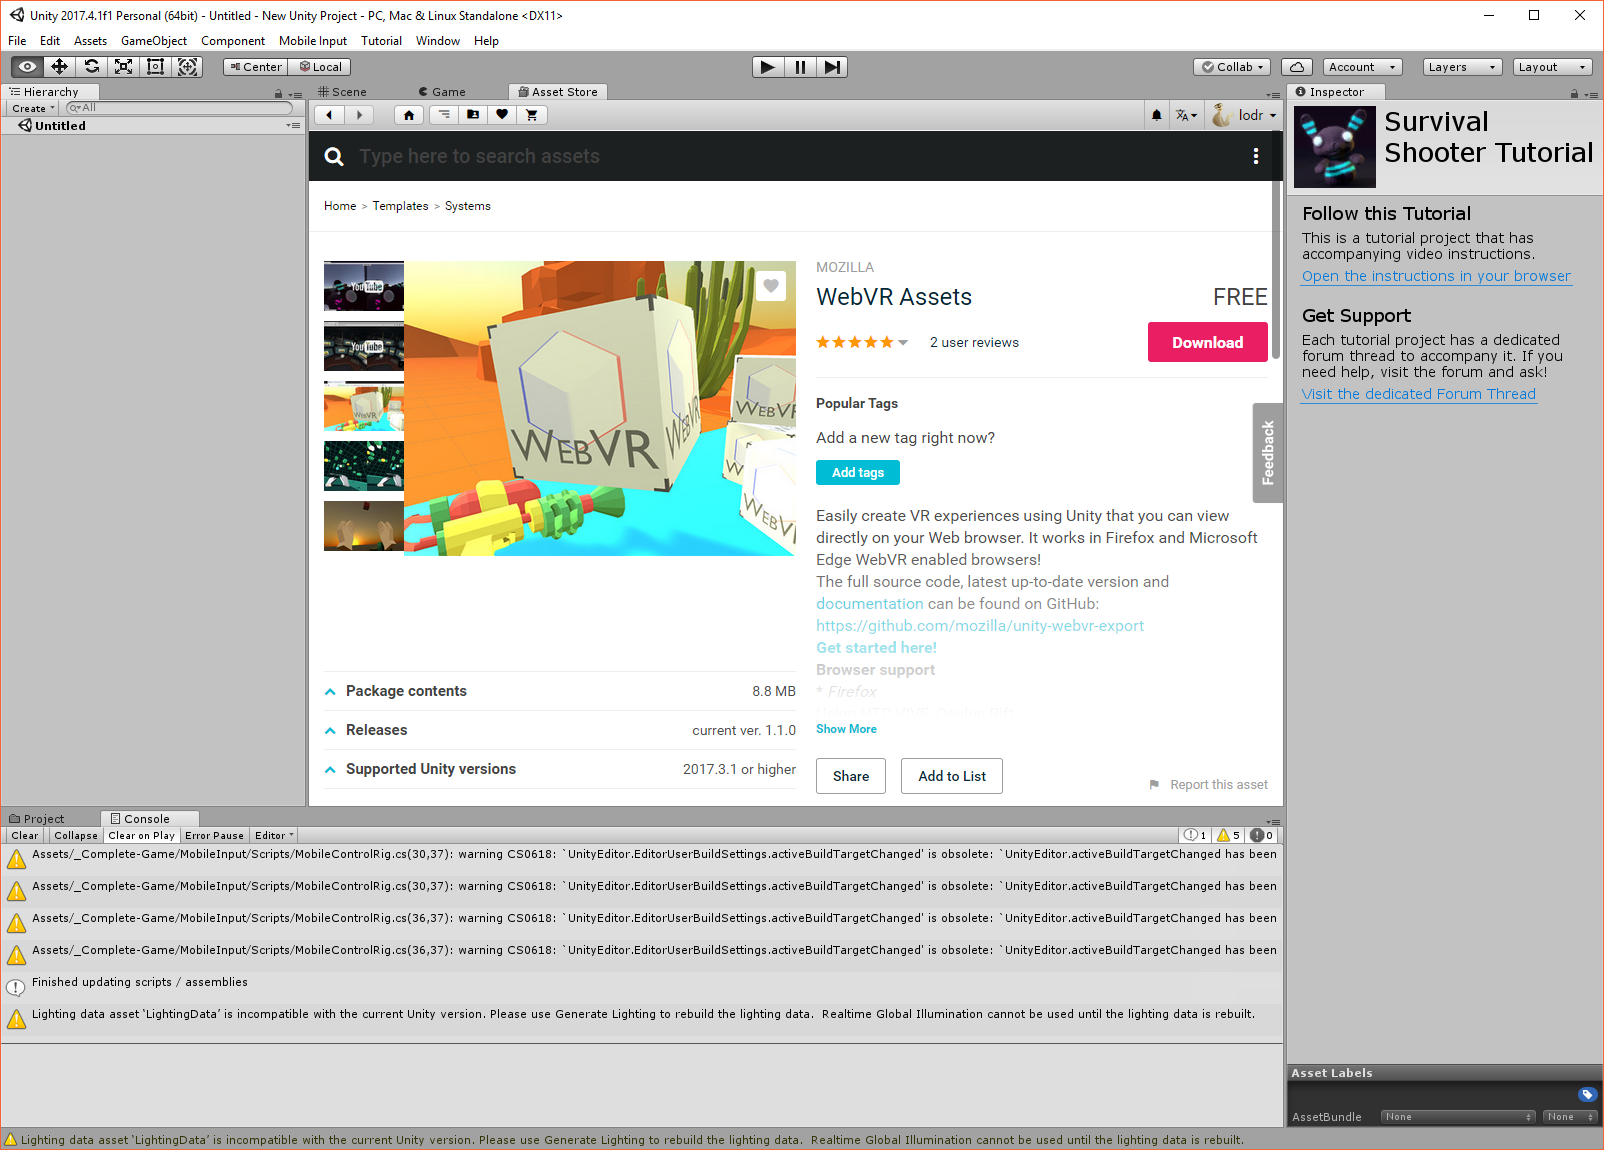 Unity 2017.4.1f1 Personal (64bit) - Untitled - New Unity Project - PC, Mac & Linux Standalone <DX11>
File Edit Assets GameObject Component Mobile Input Tutorial Window Help
Center Local Collab Account Layers Layout
Hierarchy
Create All
Untitled
Scene Game Asset Store
lodr
Type here to search assets
Home > Templates > Systems
YouTube
YouTube
WEBVR
WEBVR
WEBVR
WEBVR
WEBVR
WEBVR
MOZILLA
WebVR Assets FREE
2 user reviews Download
Popular Tags
Add a new tag right now?
Add tags
Feedback
Easily create VR experiences using Unity that you can view
directly on your Web browser. It works in Firefox and Microsoft
Edge WebVR enabled browsers!
The full source code, latest up-to-date version and
documentation can be found on GitHub:
https://github.com/mozilla/unity-webvr-export
Get started here!
Browser support
* Firefox
Show More
Package contents 8.8 MB
Releases current ver. 1.1.0
Supported Unity versions 2017.3.1 or higher
Share Add to List Report this asset
Inspector
Survival
Shooter Tutorial
Follow this Tutorial
This is a tutorial project that has
accompanying video instructions.
Open the instructions in your browser
Get Support
Each tutorial project has a dedicated
forum thread to accompany it. If you
need help, visit the forum and ask!
Visit the dedicated Forum Thread
Project Console
Clear Collapse Clear on Play Error Pause Editor 1 5 0
Assets/_Complete-Game/MobileInput/Scripts/MobileControlRig.cs(30,37): warning CS0618: `UnityEditor.EditorUserBuildSettings.activeBuildTargetChanged' is obsolete: `UnityEditor.activeBuildTargetChanged has been
Assets/_Complete-Game/MobileInput/Scripts/MobileControlRig.cs(30,37): warning CS0618: `UnityEditor.EditorUserBuildSettings.activeBuildTargetChanged' is obsolete: `UnityEditor.activeBuildTargetChanged has been
Assets/_Complete-Game/MobileInput/Scripts/MobileControlRig.cs(36,37): warning CS0618: `UnityEditor.EditorUserBuildSettings.activeBuildTargetChanged' is obsolete: `UnityEditor.activeBuildTargetChanged has been
Assets/_Complete-Game/MobileInput/Scripts/MobileControlRig.cs(36,37): warning CS0618: `UnityEditor.EditorUserBuildSettings.activeBuildTargetChanged' is obsolete: `UnityEditor.activeBuildTargetChanged has been
Finished updating scripts / assemblies
Lighting data asset 'LightingData' is incompatible with the current Unity version. Please use Generate Lighting to rebuild the lighting data.  Realtime Global Illumination cannot be used until the lighting data is rebuilt.
Asset Labels
AssetBundle None None
Lighting data asset 'LightingData' is incompatible with the current Unity version. Please use Generate Lighting to rebuild the lighting data.  Realtime Global Illumination cannot be used until the lighting data is rebuilt.